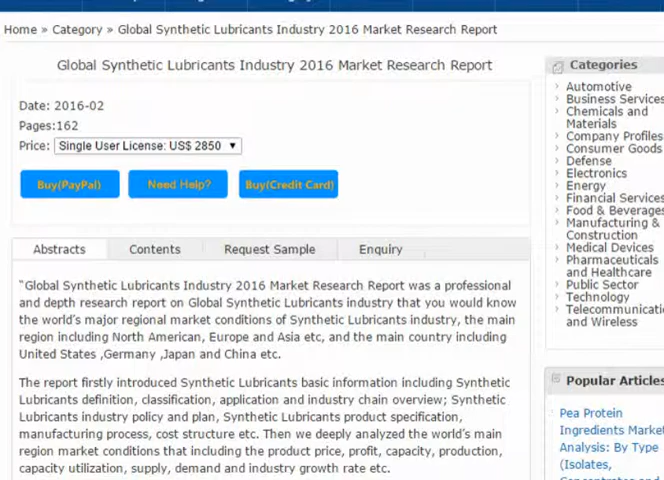 Home » Category » Global Synthetic Lubricants Industry 2016 Market Research Report
Global Synthetic Lubricants Industry 2016 Market Research Report
Date: 2016-02
Pages:162
Price: Single User License: US$ 2850
Buy(PayPal) Need Help? Buy(Credit Card)
Abstracts Contents Request Sample Enquiry
"Global Synthetic Lubricants Industry 2016 Market Research Report was a professional
and depth research report on Global Synthetic Lubricants industry that you would know
the world's major regional market conditions of Synthetic Lubricants industry, the main
region including North American, Europe and Asia etc, and the main country including
United States ,Germany ,Japan and China etc.
The report firstly introduced Synthetic Lubricants basic information including Synthetic
Lubricants definition, classification, application and industry chain overview; Synthetic
Lubricants industry policy and plan, Synthetic Lubricants product specification,
manufacturing process, cost structure etc. Then we deeply analyzed the world's main
region market conditions that including the product price, profit, capacity, production,
capacity utilization, supply, demand and industry growth rate etc.
Categories
Automotive
Business Services
Chemicals and
Materials
Company Profiles
Consumer Goods
Defense
Electronics
Energy
Financial Services
Food & Beverages
Manufacturing &
Construction
Medical Devices
Pharmaceuticals
and Healthcare
Public Sector
Technology
Telecommunicati
and Wireless
Popular Articles
Pea Protein
Ingredients Market
Analysis: By Type
(Isolates,